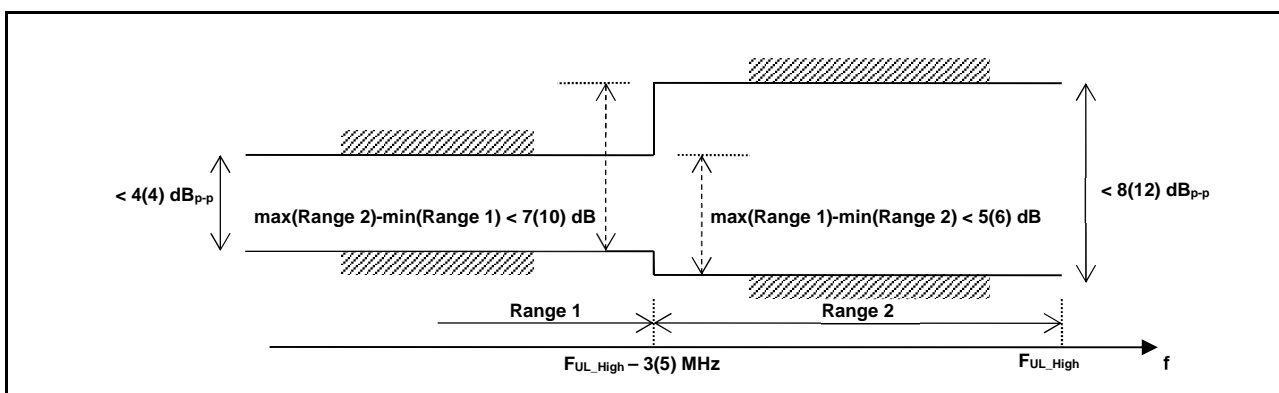 < 4(4) dBp-p
max(Range 2)-min(Range 1) < 7(10) dB
max(Range 1)-min(Range 2) < 5(6) dB
< 8(12) dBp-p
Range 1
Range 2
FUL_High – 3(5) MHz
FUL_High
f